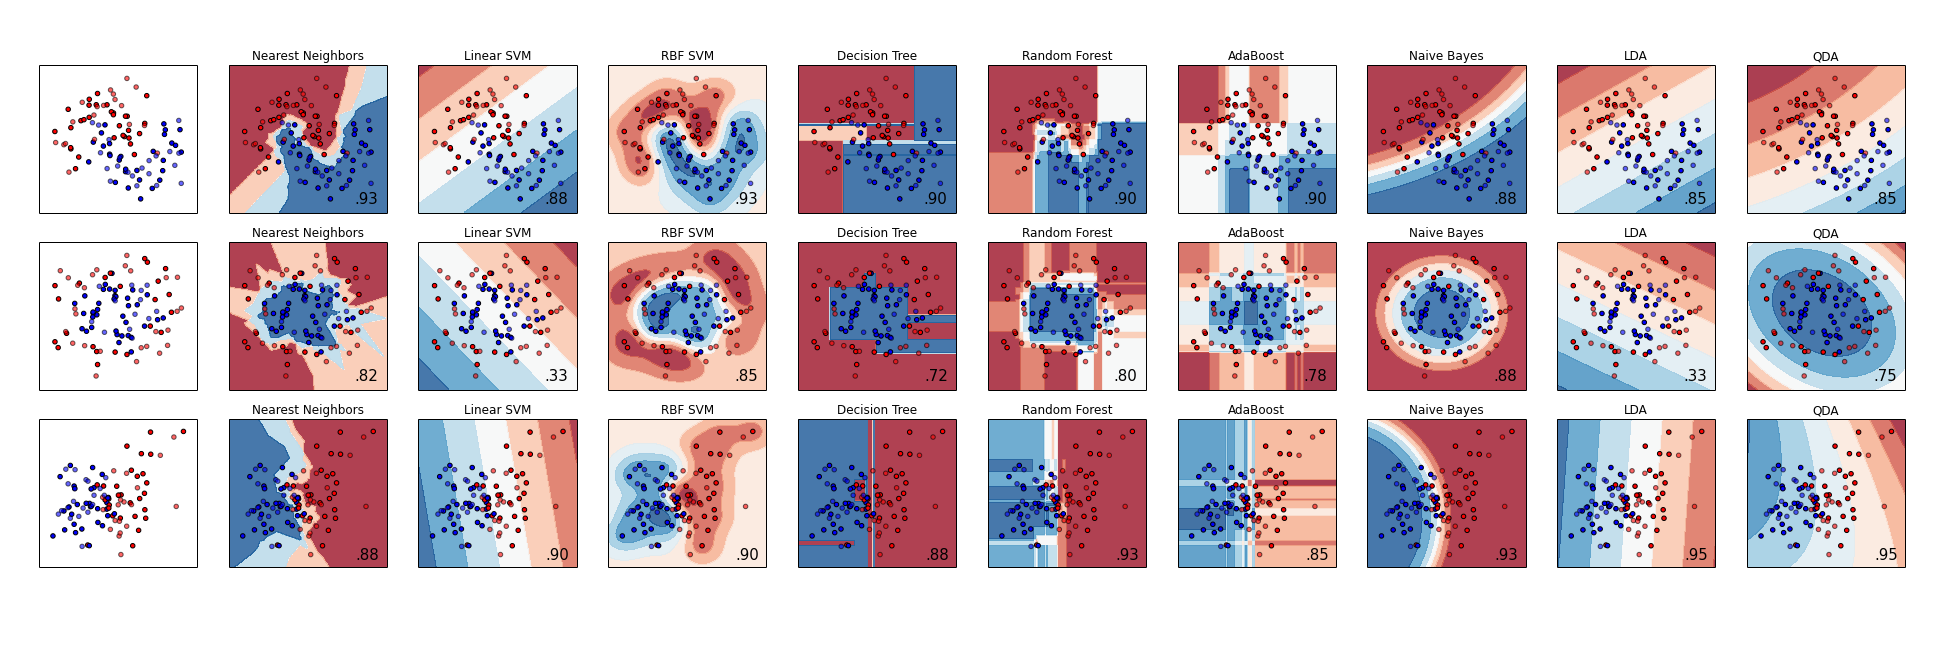 Nearest Neighbors Linear SVM RBF SVM Decision Tree Random Forest AdaBoost Naive Bayes LDA QDA
.93 .88 .93 .90 .90 .90 .88 .85 .85
Nearest Neighbors Linear SVM RBF SVM Decision Tree Random Forest AdaBoost Naive Bayes LDA QDA
.82 .33 .85 .72 .80 .78 .88 .33 .75
Nearest Neighbors Linear SVM RBF SVM Decision Tree Random Forest AdaBoost Naive Bayes LDA QDA
.88 .90 .90 .88 .93 .85 .93 .95 .95